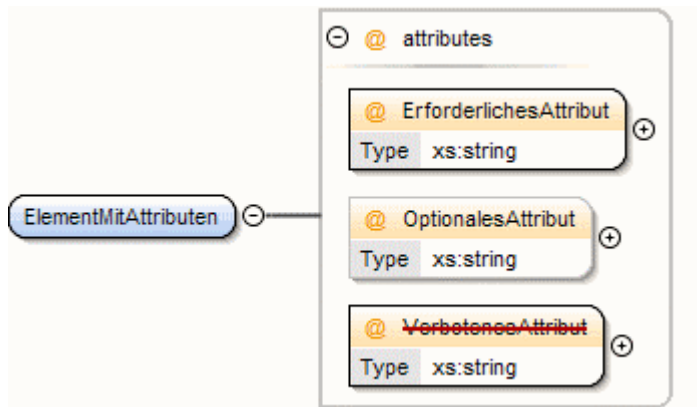 @ attributes
@ ErforderlichesAttribut
Type xs:string
ElementMitAttributen
@ OptionalesAttribut
Type xs:string
@ VerbotenesAttribut
Type xs:string